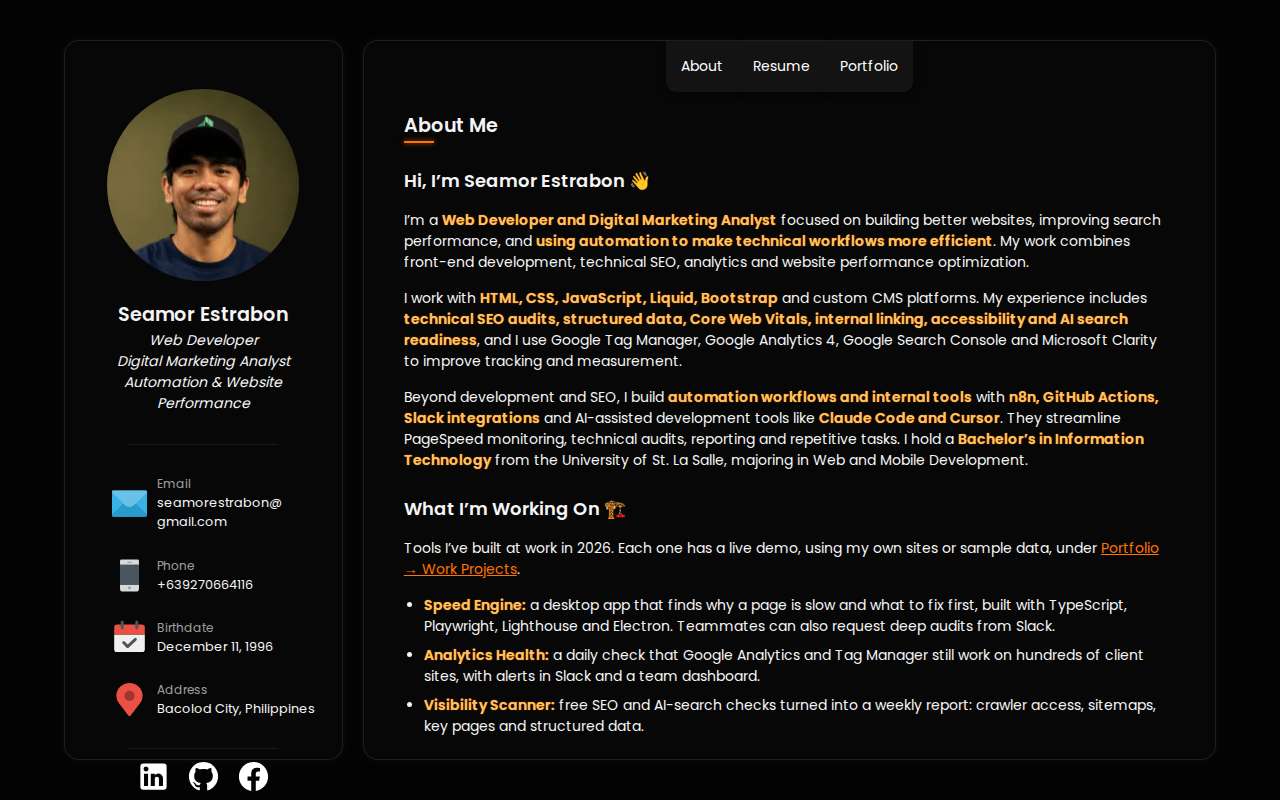 Seamor Estrabon
Web Developer
Digital Marketing Analyst
Automation & Website
Performance
Email
seamorestrabon@
gmail.com
Phone
+639270664116
Birthdate
December 11, 1996
Address
Bacolod City, Philippines
About Resume Portfolio
About Me
Hi, I’m Seamor Estrabon 👋
I’m a Web Developer and Digital Marketing Analyst focused on building better websites, improving search
performance, and using automation to make technical workflows more efficient. My work combines
front-end development, technical SEO, analytics and website performance optimization.
I work with HTML, CSS, JavaScript, Liquid, Bootstrap and custom CMS platforms. My experience includes
technical SEO audits, structured data, Core Web Vitals, internal linking, accessibility and AI search
readiness, and I use Google Tag Manager, Google Analytics 4, Google Search Console and Microsoft Clarity
to improve tracking and measurement.
Beyond development and SEO, I build automation workflows and internal tools with n8n, GitHub Actions,
Slack integrations and AI-assisted development tools like Claude Code and Cursor. They streamline
PageSpeed monitoring, technical audits, reporting and repetitive tasks. I hold a Bachelor’s in Information
Technology from the University of St. La Salle, majoring in Web and Mobile Development.
What I’m Working On 🏗️
Tools I’ve built at work in 2026. Each one has a live demo, using my own sites or sample data, under Portfolio
→ Work Projects.
• Speed Engine: a desktop app that finds why a page is slow and what to fix first, built with TypeScript,
Playwright, Lighthouse and Electron. Teammates can also request deep audits from Slack.
• Analytics Health: a daily check that Google Analytics and Tag Manager still work on hundreds of client
sites, with alerts in Slack and a team dashboard.
• Visibility Scanner: free SEO and AI-search checks turned into a weekly report: crawler access, sitemaps,
key pages and structured data.